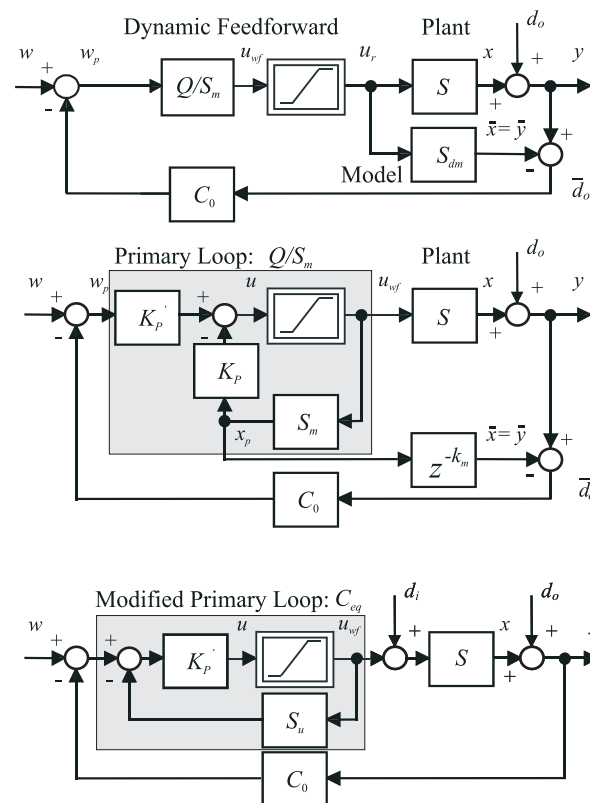 Dynamic Feedforward Plant d_o
w w_p u_wf u_r x + y
+ - Q/S_m S + +
x̄ = ȳ +
Model S_dm -
C_0 d̄_o
Primary Loop: Q/S_m Plant d_o
w w_p u u_wf x + y
+ - K_P' + - S +
K_P
x_p S_m x̄ = ȳ +
z^-k_m -
C_0
Modified Primary Loop: C_eq d_i d_o
w u u_wf + x +
+ - + - K_P' S +
S_u
C_0